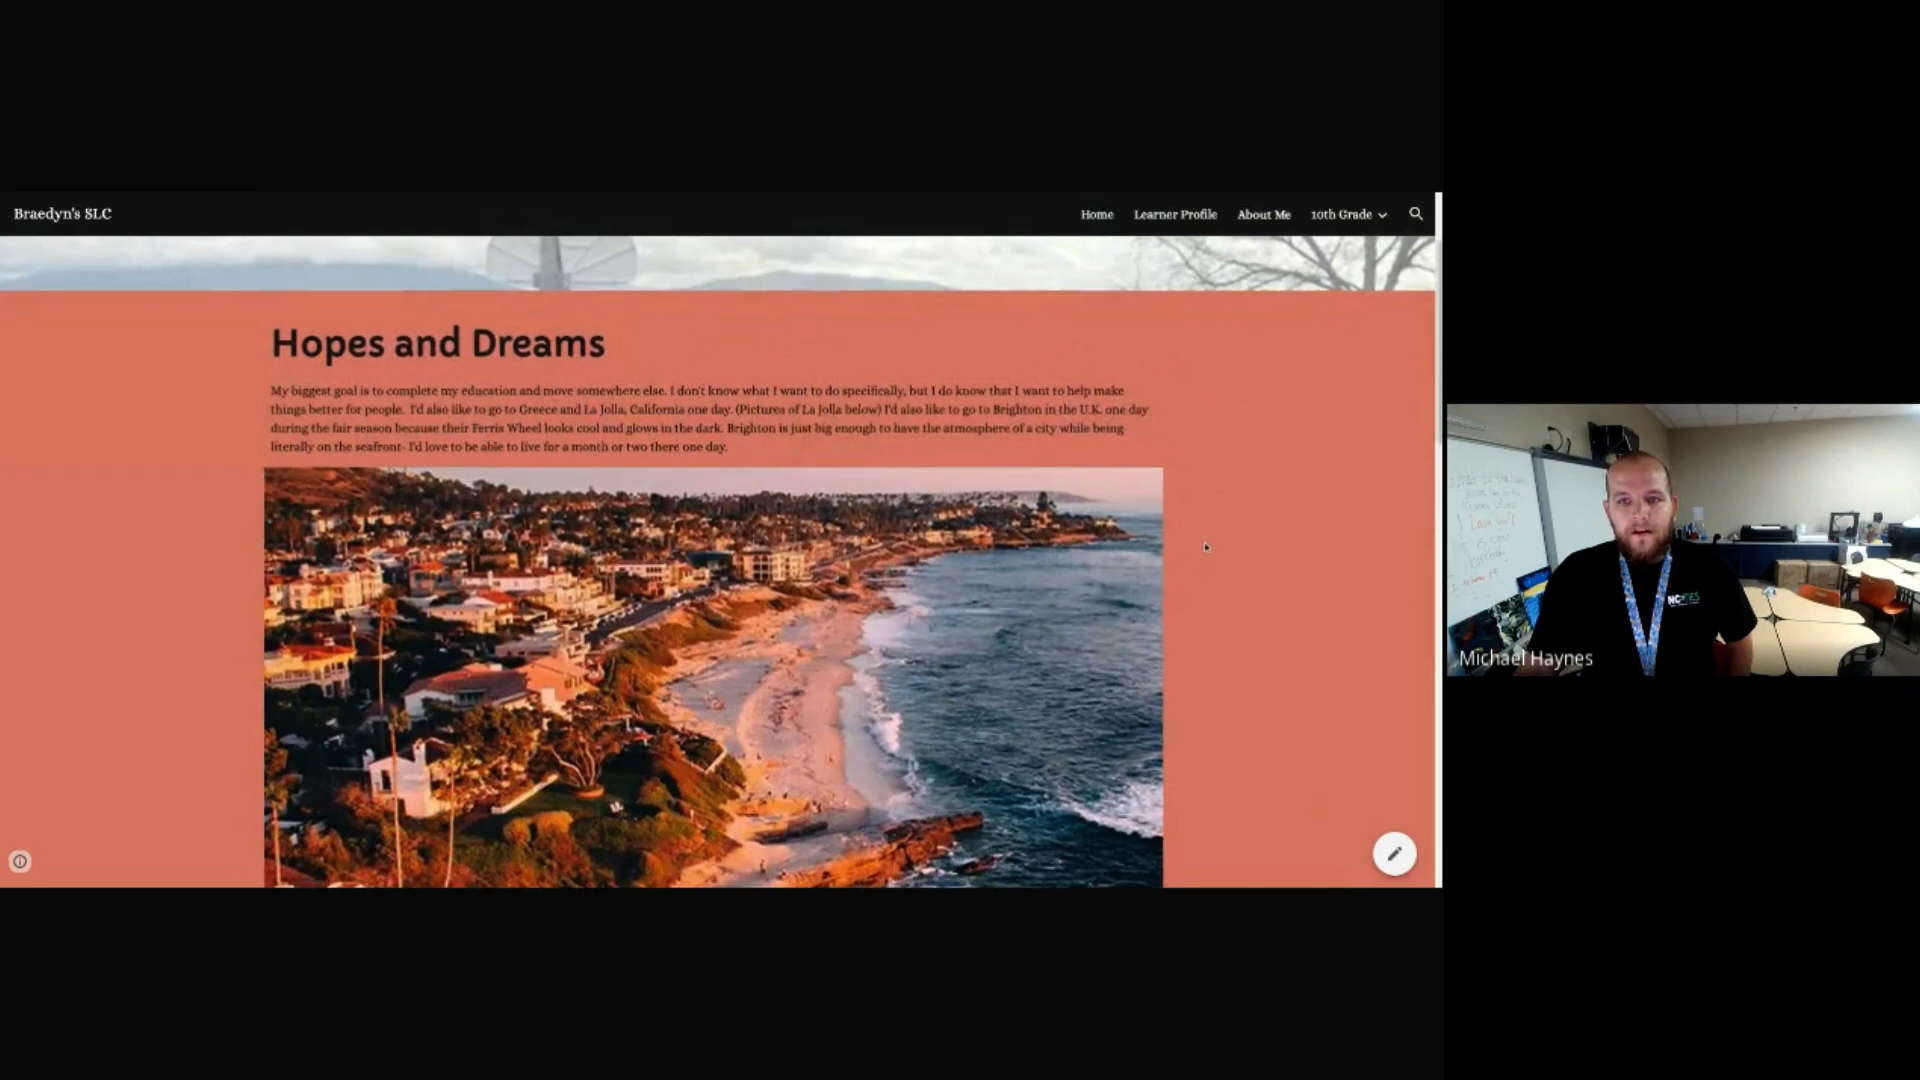 Braedyn's SLC
Home Learner Profile About Me 10th Grade
Hopes and Dreams
My biggest goal is to complete my education and move somewhere else. I don't know what I want to do specifically, but I do know that I want to help make
things better for people. I'd also like to go to Greece and La Jolla, California one day. (Pictures of La Jolla below) I'd also like to go to Brighton in the U.K. one day
during the fair season because their Ferris Wheel looks cool and glows in the dark. Brighton is just big enough to have the atmosphere of a city while being
literally on the seafront- I'd love to be able to live for a month or two there one day.
Michael Haynes